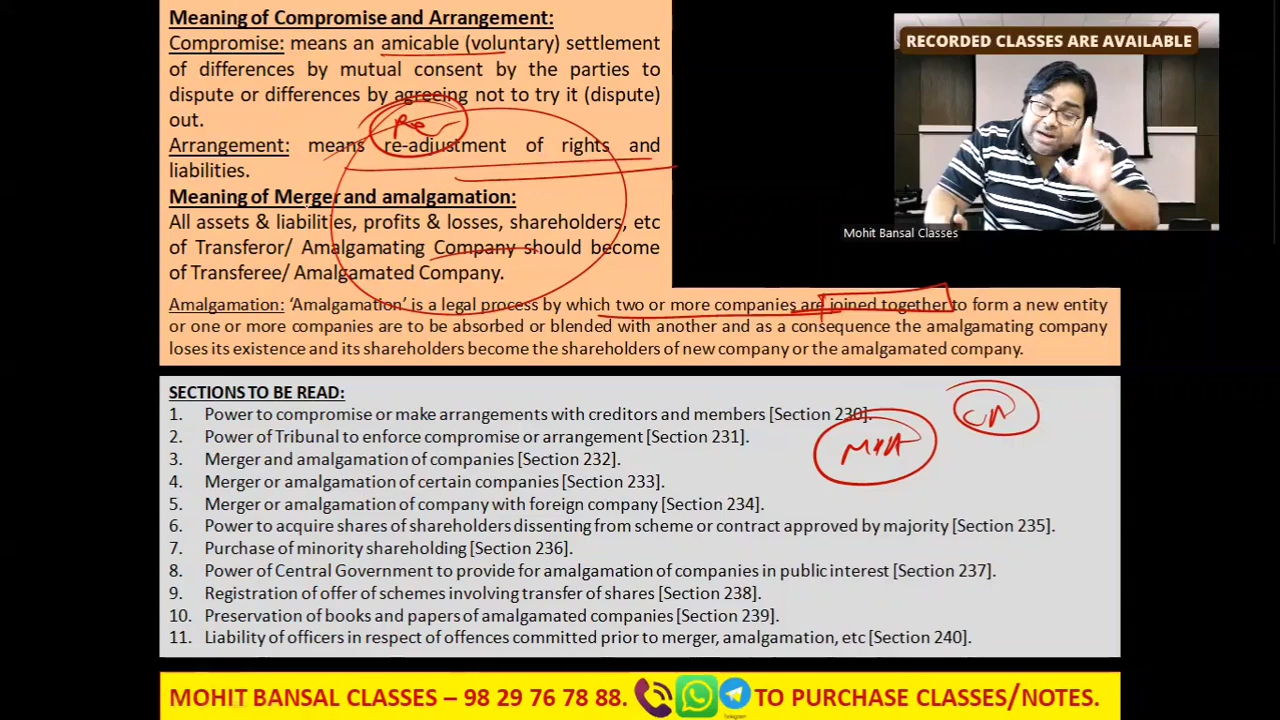 Meaning of Compromise and Arrangement:
Compromise: means an amicable (voluntary) settlement
of differences by mutual consent by the parties to
dispute or differences by agreeing not to try it (dispute)
out.
Arrangement: means re-adjustment of rights and
liabilities.
Meaning of Merger and amalgamation:
All assets & liabilities, profits & losses, shareholders, etc
of Transferor/ Amalgamating Company should become
of Transferee/ Amalgamated Company.
RECORDED CLASSES ARE AVAILABLE
Mohit Bansal Classes
Amalgamation: ‘Amalgamation’ is a legal process by which two or more companies are joined together to form a new entity
or one or more companies are to be absorbed or blended with another and as a consequence the amalgamating company
loses its existence and its shareholders become the shareholders of new company or the amalgamated company.
SECTIONS TO BE READ:
1. Power to compromise or make arrangements with creditors and members [Section 230].
2. Power of Tribunal to enforce compromise or arrangement [Section 231].
3. Merger and amalgamation of companies [Section 232].
4. Merger or amalgamation of certain companies [Section 233].
5. Merger or amalgamation of company with foreign company [Section 234].
6. Power to acquire shares of shareholders dissenting from scheme or contract approved by majority [Section 235].
7. Purchase of minority shareholding [Section 236].
8. Power of Central Government to provide for amalgamation of companies in public interest [Section 237].
9. Registration of offer of schemes involving transfer of shares [Section 238].
10. Preservation of books and papers of amalgamated companies [Section 239].
11. Liability of officers in respect of offences committed prior to merger, amalgamation, etc [Section 240].
MOHIT BANSAL CLASSES – 98 29 76 78 88. TO PURCHASE CLASSES/NOTES.
Telegram